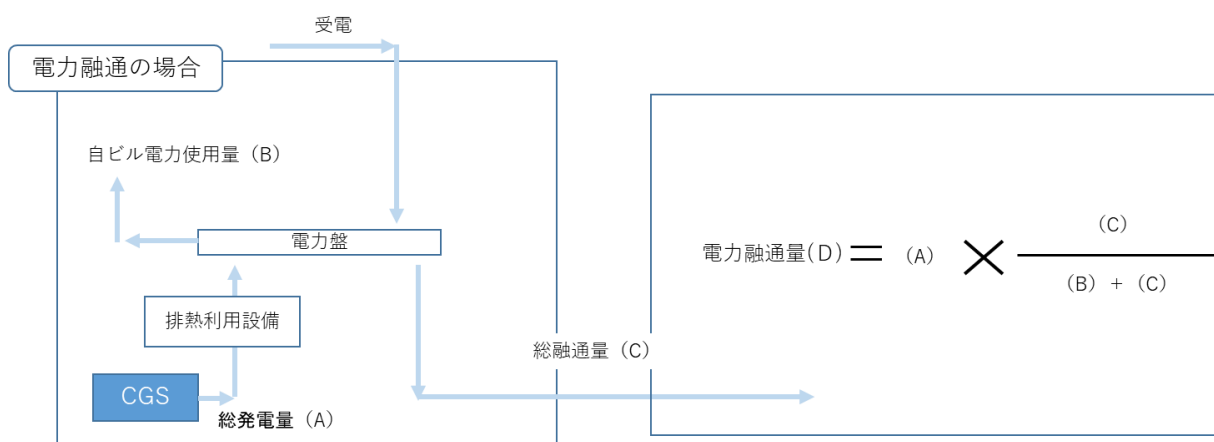 受電
電力融通の場合
自ビル電力使用量（B）
電力盤
排熱利用設備
総融通量（C）
CGS
総発電量（A）
電力融通量(D) ＝ （A） × （C）
（B） + （C）